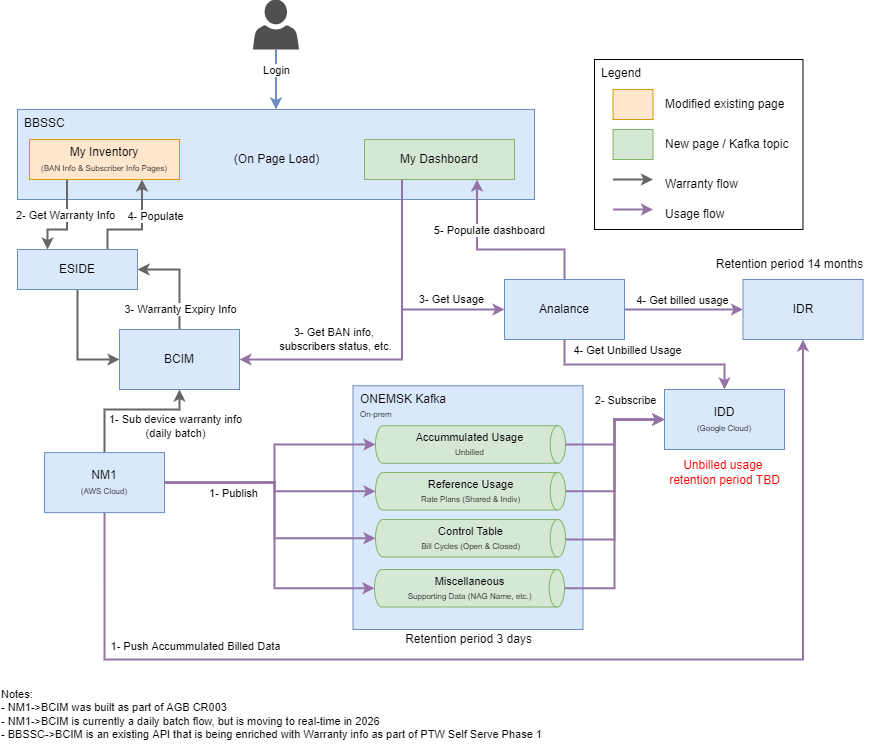 Login
BBSSC
My Inventory
(BAN Info & Subscriber Info Pages)
(On Page Load)
My Dashboard
Legend
Modified existing page
New page / Kafka topic
Warranty flow
Usage flow
2- Get Warranty Info
4- Populate
5- Populate dashboard
ESIDE
3- Warranty Expiry Info
BCIM
3- Get Usage
3- Get BAN info,
subscribers status, etc.
Analance
4- Get billed usage
Retention period 14 months
IDR
4- Get Unbilled Usage
1- Sub device warranty info
(daily batch)
NM1
(AWS Cloud)
1- Publish
ONEMSK Kafka
On-prem
Accumulated Usage
Unbilled
Reference Usage
Rate Plans (Shared & Indiv)
Control Table
Bill Cycles (Open & Closed)
Miscellaneous
Supporting Data (NAG Name, etc.)
Retention period 3 days
2- Subscribe
IDD
(Google Cloud)
Unbilled usage
retention period TBD
1- Push Accumulated Billed Data
Notes:
- NM1->BCIM was built as part of AGB CR003
- NM1->BCIM is currently a daily batch flow, but is moving to real-time in 2026
- BBSSC->BCIM is an existing API that is being enriched with Warranty info as part of PTW Self Serve Phase 1